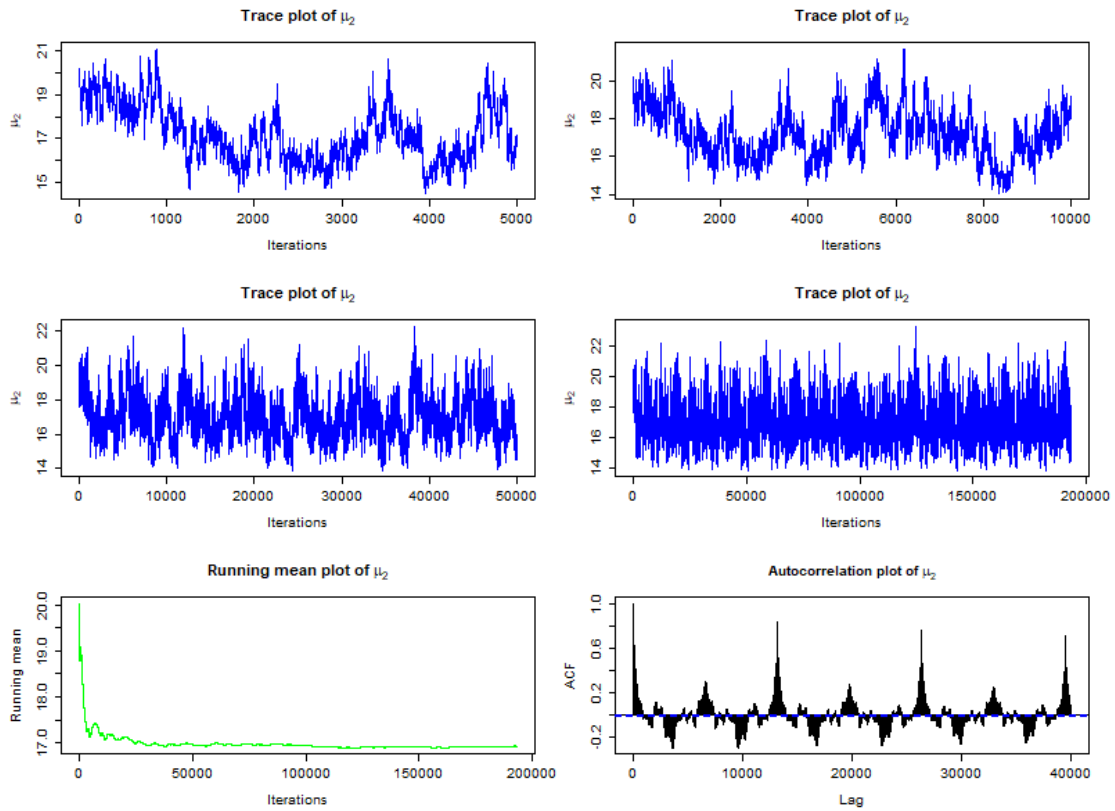 Trace plot of μ₂
21
19
17
15
μ₂
0 1000 2000 3000 4000 5000
Iterations
Trace plot of μ₂
20
18
16
14
μ₂
0 2000 4000 6000 8000 10000
Iterations
Trace plot of μ₂
22
20
18
16
14
μ₂
0 10000 20000 30000 40000 50000
Iterations
Trace plot of μ₂
22
20
18
16
14
μ₂
0 50000 100000 150000 200000
Iterations
Running mean plot of μ₂
20.0
19.0
18.0
17.0
Running mean
0 50000 100000 150000 200000
Iterations
Autocorrelation plot of μ₂
1.0
0.6
0.2
-0.2
ACF
0 10000 20000 30000 40000
Lag